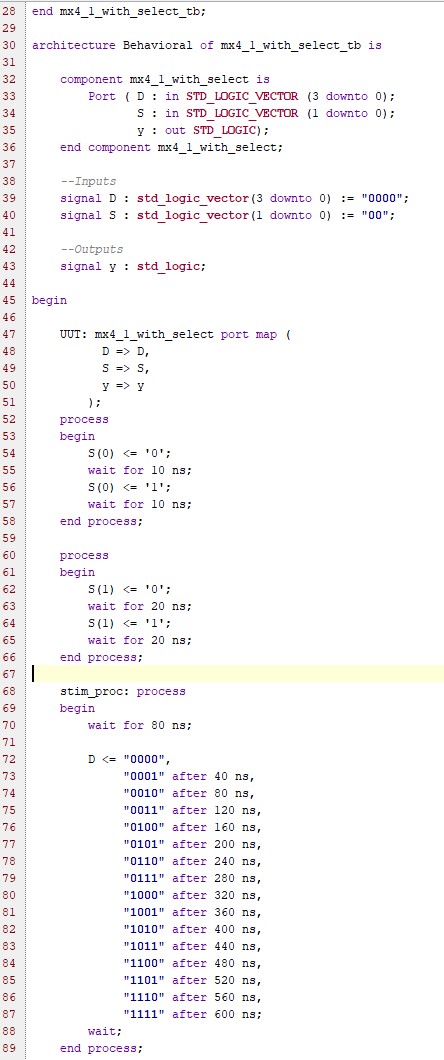 28 end mx4_1_with_select_tb;
29
30 architecture Behavioral of mx4_1_with_select_tb is
31
32     component mx4_1_with_select is
33         Port ( D : in STD_LOGIC_VECTOR (3 downto 0);
34                S : in STD_LOGIC_VECTOR (1 downto 0);
35                y : out STD_LOGIC);
36     end component mx4_1_with_select;
37
38     --Inputs
39     signal D : std_logic_vector(3 downto 0) := "0000";
40     signal S : std_logic_vector(1 downto 0) := "00";
41
42     --Outputs
43     signal y : std_logic;
44
45 begin
46
47     UUT: mx4_1_with_select port map (
48           D => D,
49           S => S,
50           y => y
51         );
52     process
53     begin
54         S(0) <= '0';
55         wait for 10 ns;
56         S(0) <= '1';
57         wait for 10 ns;
58     end process;
59
60     process
61     begin
62         S(1) <= '0';
63         wait for 20 ns;
64         S(1) <= '1';
65         wait for 20 ns;
66     end process;
67
68     stim_proc: process
69     begin
70         wait for 80 ns;
71
72         D <= "0000",
73              "0001" after 40 ns,
74              "0010" after 80 ns,
75              "0011" after 120 ns,
76              "0100" after 160 ns,
77              "0101" after 200 ns,
78              "0110" after 240 ns,
79              "0111" after 280 ns,
80              "1000" after 320 ns,
81              "1001" after 360 ns,
82              "1010" after 400 ns,
83              "1011" after 440 ns,
84              "1100" after 480 ns,
85              "1101" after 520 ns,
86              "1110" after 560 ns,
87              "1111" after 600 ns;
88         wait;
89     end process;